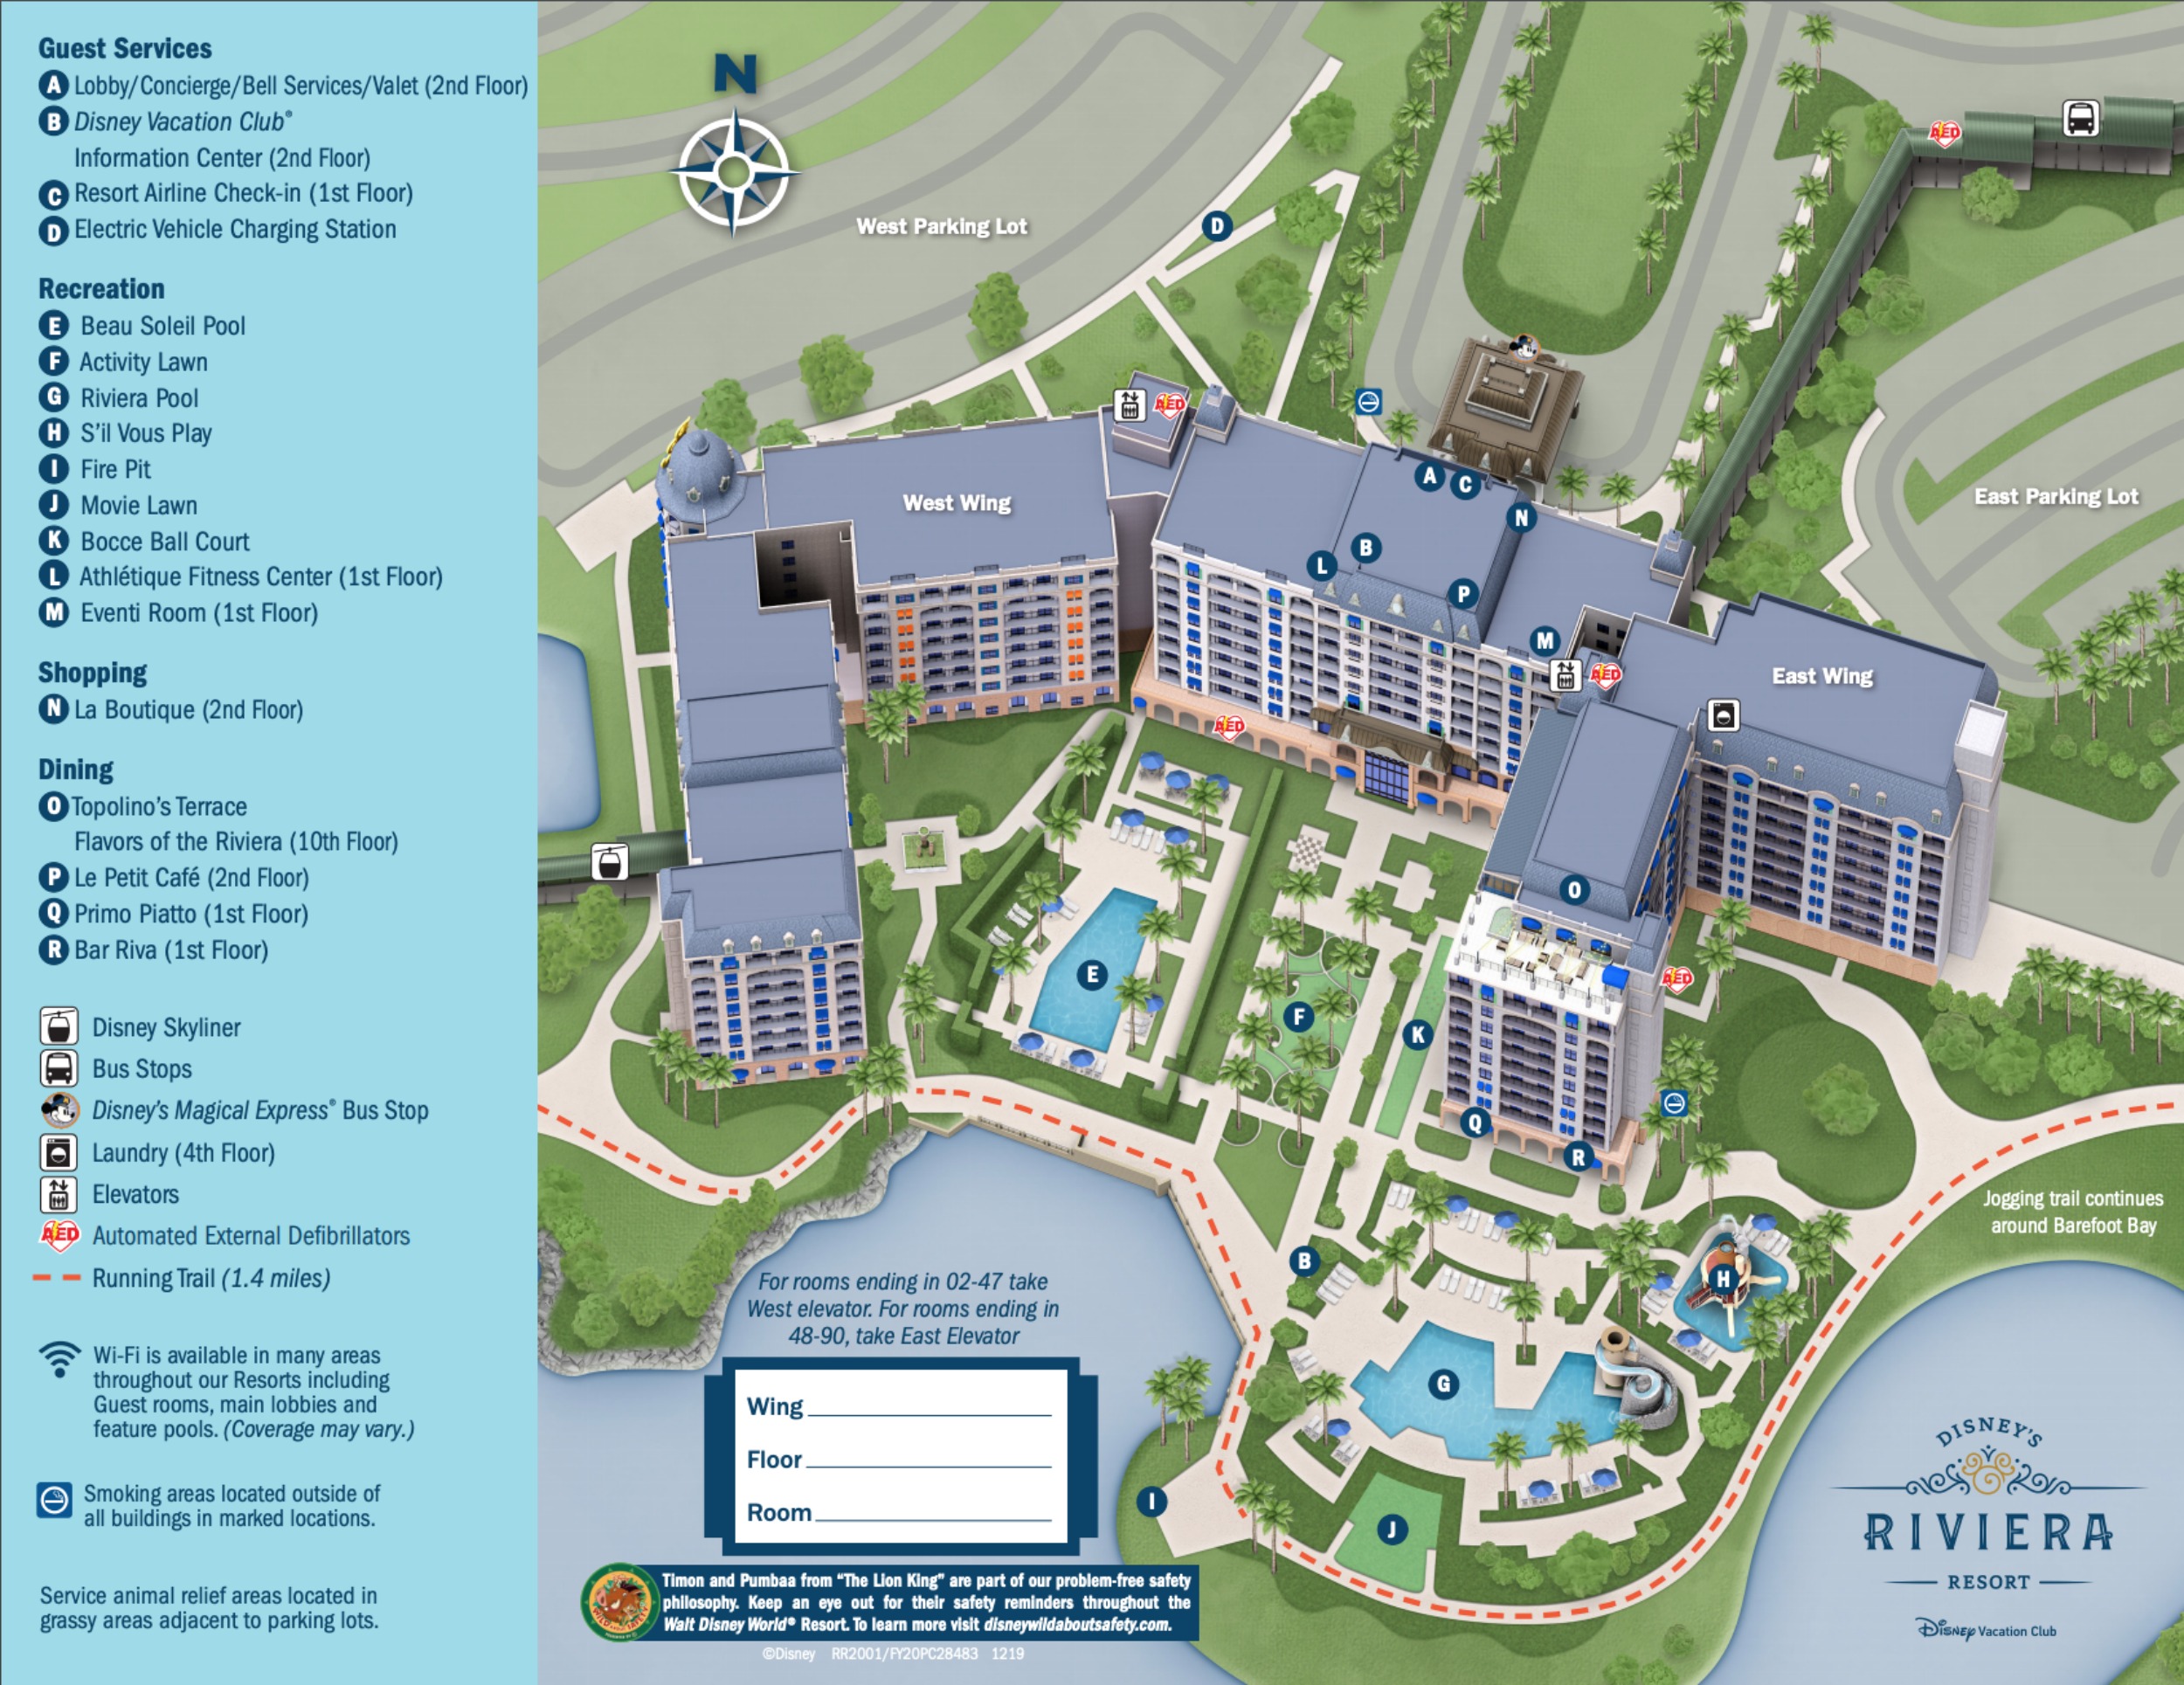 Guest Services
A Lobby/Concierge/Bell Services/Valet (2nd Floor)
B Disney Vacation Club®
Information Center (2nd Floor)
C Resort Airline Check-in (1st Floor)
D Electric Vehicle Charging Station
Recreation
E Beau Soleil Pool
F Activity Lawn
G Riviera Pool
H S'il Vous Play
I Fire Pit
J Movie Lawn
K Bocce Ball Court
L Athlétique Fitness Center (1st Floor)
M Eventi Room (1st Floor)
Shopping
N La Boutique (2nd Floor)
Dining
O Topolino's Terrace
Flavors of the Riviera (10th Floor)
P Le Petit Café (2nd Floor)
Q Primo Piatto (1st Floor)
R Bar Riva (1st Floor)
Disney Skyliner
Bus Stops
Disney's Magical Express® Bus Stop
Laundry (4th Floor)
Elevators
AED Automated External Defibrillators
Running Trail (1.4 miles)
Wi-Fi is available in many areas
throughout our Resorts including
Guest rooms, main lobbies and
feature pools. (Coverage may vary.)
Smoking areas located outside of
all buildings in marked locations.
Service animal relief areas located in
grassy areas adjacent to parking lots.
N
AED
West Parking Lot
D
AED
A
C
East Parking Lot
West Wing
N
B
L
P
M
AED
East Wing
AED
O
E
AED
F
K
Q
R
Jogging trail continues
around Barefoot Bay
B
H
For rooms ending in 02-47 take
West elevator. For rooms ending in
48-90, take East Elevator
G
Wing
Floor
Room
I
J
DISNEY'S
RIVIERA
RESORT
Disney Vacation Club
Timon and Pumbaa from “The Lion King” are part of our problem-free safety
philosophy. Keep an eye out for their safety reminders throughout the
Walt Disney World® Resort. To learn more visit disneywildaboutsafety.com.
©Disney RR2001/FY20PC28483 1219